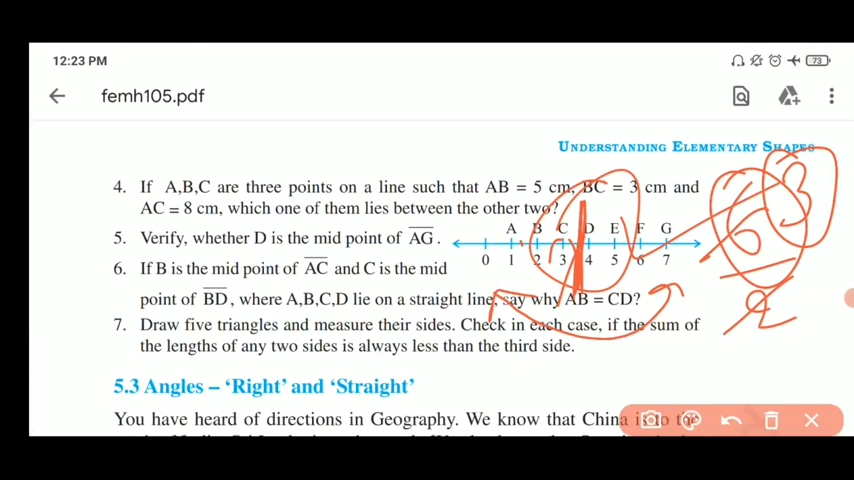 12:23 PM
73
femh105.pdf
UNDERSTANDING ELEMENTARY SHAPES
4. If A,B,C are three points on a line such that AB = 5 cm, BC = 3 cm and
AC = 8 cm, which one of them lies between the other two?
5. Verify, whether D is the mid point of AG.
A B C D E F G
0 1 2 3 4 5 6 7
6. If B is the mid point of AC and C is the mid
point of BD, where A,B,C,D lie on a straight line, say why AB = CD?
7. Draw five triangles and measure their sides. Check in each case, if the sum of
the lengths of any two sides is always less than the third side.
6 3
2
5.3 Angles – ‘Right’ and ‘Straight’
You have heard of directions in Geography. We know that China is to the